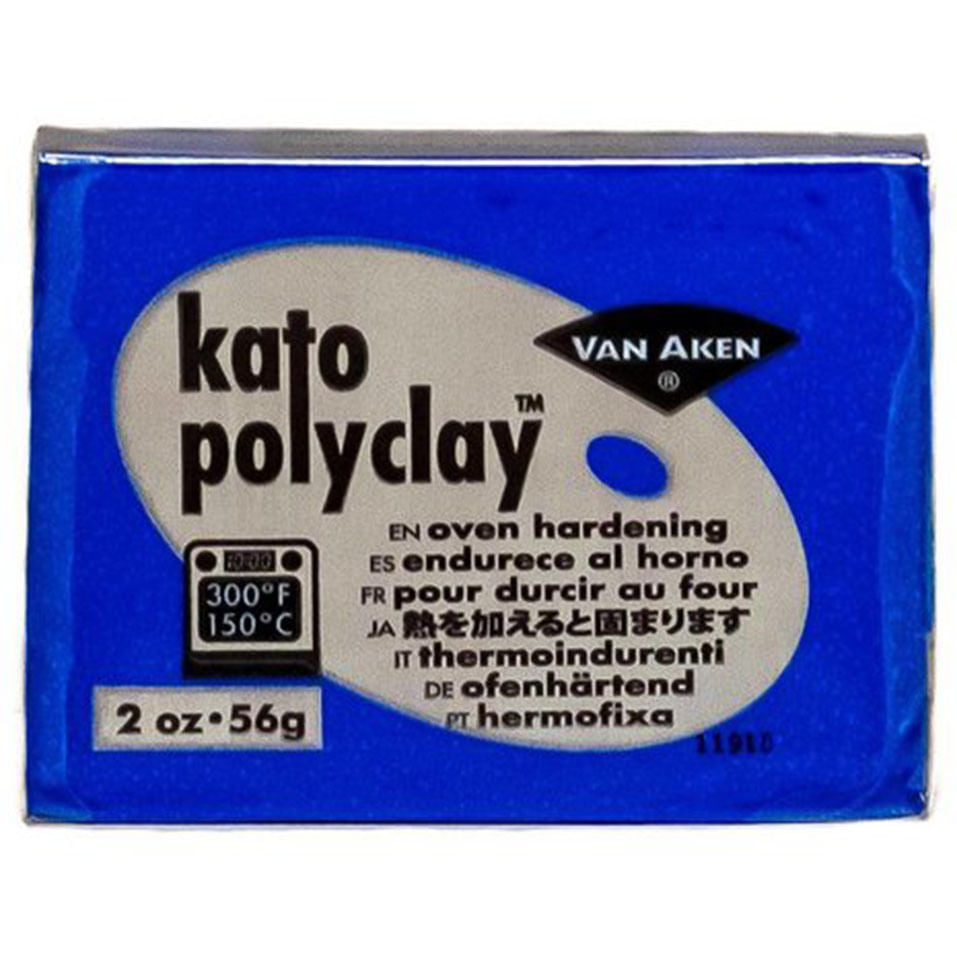 kato
polyclay™
VAN AKEN
®
EN oven hardening
ES endurece al horno
FR pour durcir au four
JA 熱を加えると固まります
IT thermoindurenti
DE ofenhärtend
PT hermofixa
10:00
300°F
150°C
2 oz • 56g